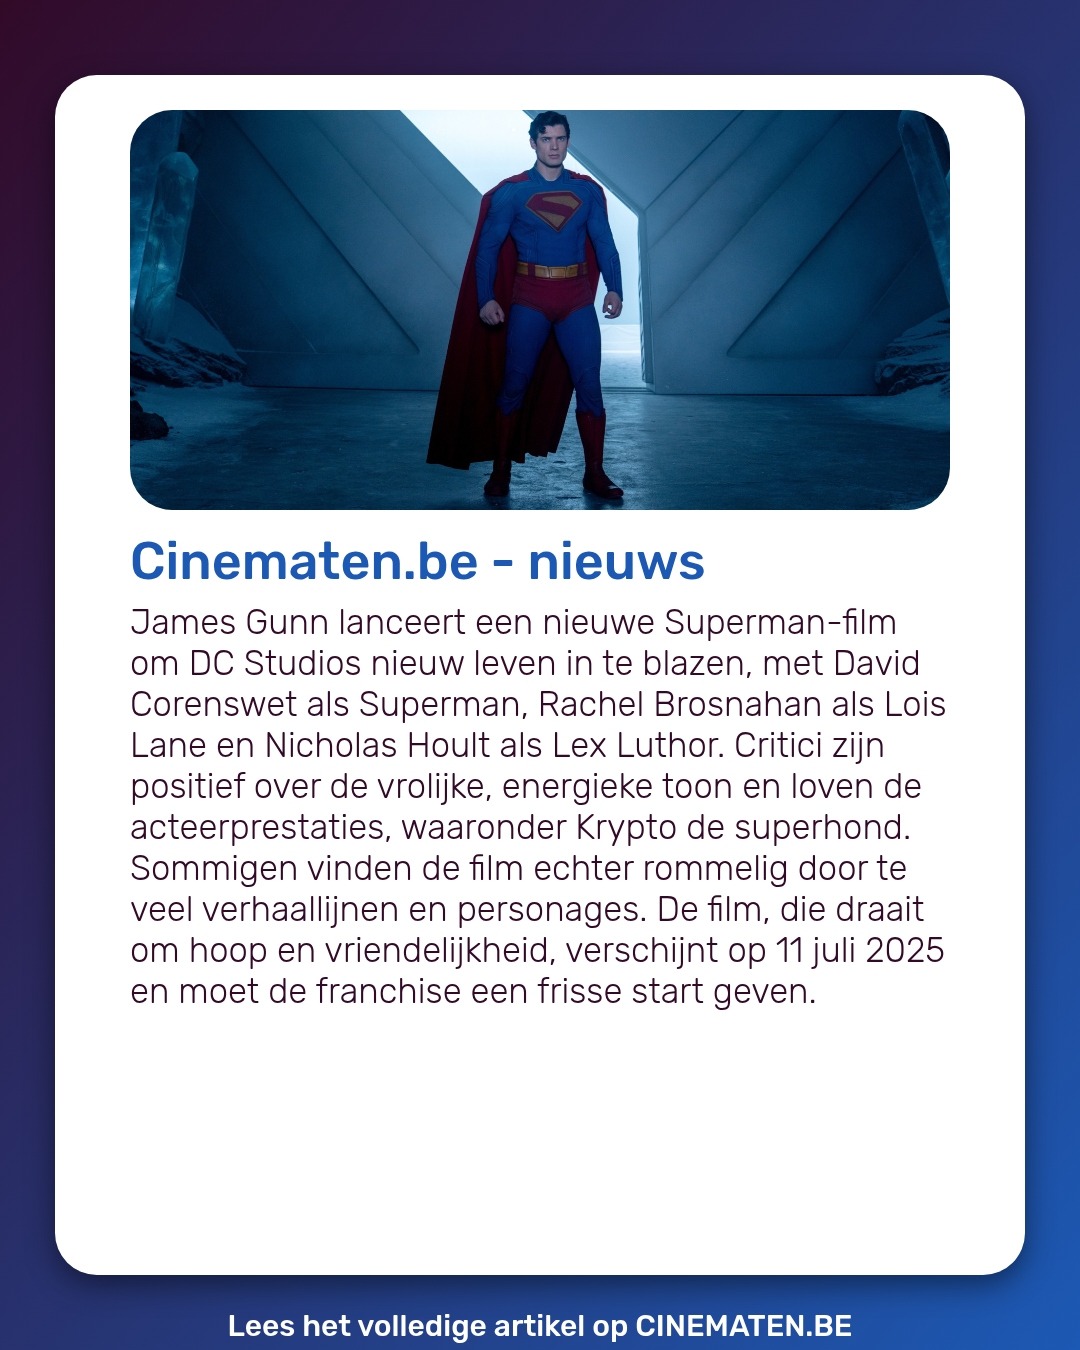 Cinematen.be - nieuws
James Gunn lanceert een nieuwe Superman-film
om DC Studios nieuw leven in te blazen, met David
Corenswet als Superman, Rachel Brosnahan als Lois
Lane en Nicholas Hoult als Lex Luthor. Critici zijn
positief over de vrolijke, energieke toon en loven de
acteerprestaties, waaronder Krypto de superhond.
Sommigen vinden de film echter rommelig door te
veel verhaallijnen en personages. De film, die draait
om hoop en vriendelijkheid, verschijnt op 11 juli 2025
en moet de franchise een frisse start geven.
Lees het volledige artikel op CINEMATEN.BE